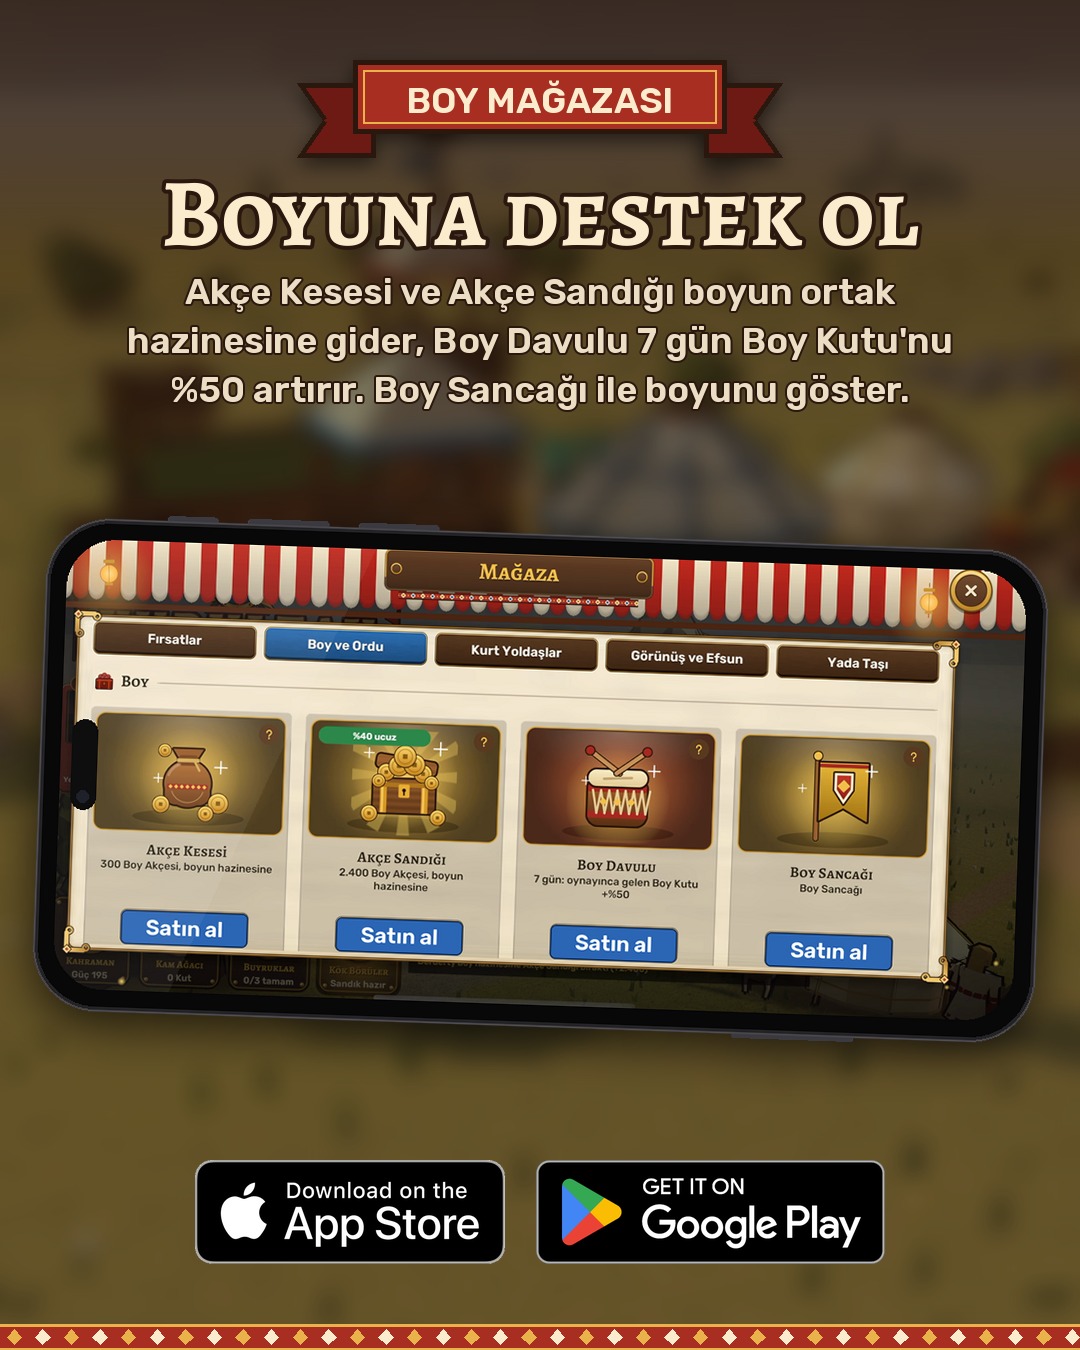 BOY MAĞAZASI
Boyuna destek ol
Akçe Kesesi ve Akçe Sandığı boyun ortak
hazinesine gider, Boy Davulu 7 gün Boy Kutu'nu
%50 artırır. Boy Sancağı ile boyunu göster.
Mağaza
Fırsatlar
Boy ve Ordu
Kurt Yoldaşlar
Görünüş ve Efsun
Yada Taşı
Boy
?
%40 ucuz
?
?
?
Akçe Kesesi
300 Boy Akçesi, boyun hazinesine
Satın al
Akçe Sandığı
2.400 Boy Akçesi, boyun
hazinesine
Satın al
Boy Davulu
7 gün: oynayınca gelen Boy Kutu
+%50
Satın al
Boy Sancağı
Boy Sancağı
Satın al
Kahraman
Güç 195
Kam Ağacı
0 Kut
Buyruklar
0/3 tamam
Kök Börüler
Sandık hazır
Download on the
App Store
GET IT ON
Google Play